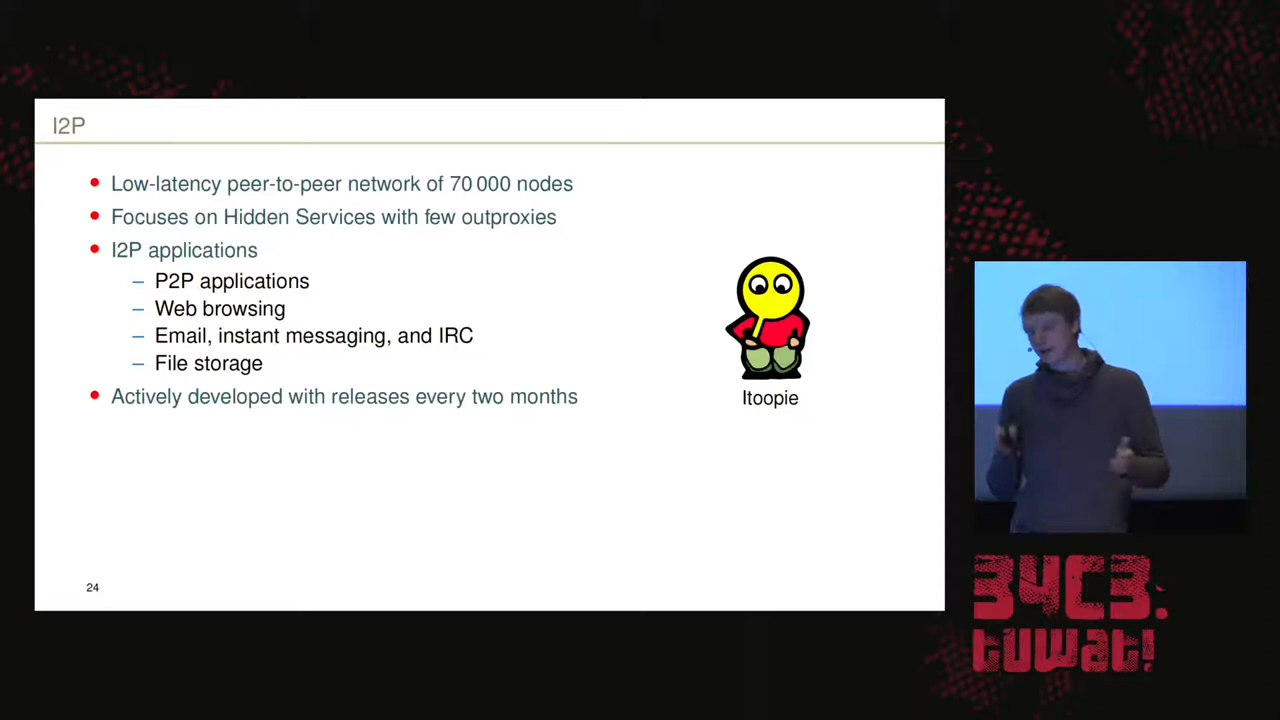 I2P
• Low-latency peer-to-peer network of 70 000 nodes
• Focuses on Hidden Services with few outproxies
• I2P applications
– P2P applications
– Web browsing
– Email, instant messaging, and IRC
– File storage
• Actively developed with releases every two months
Itoopie
24
34C3.
tuwat!